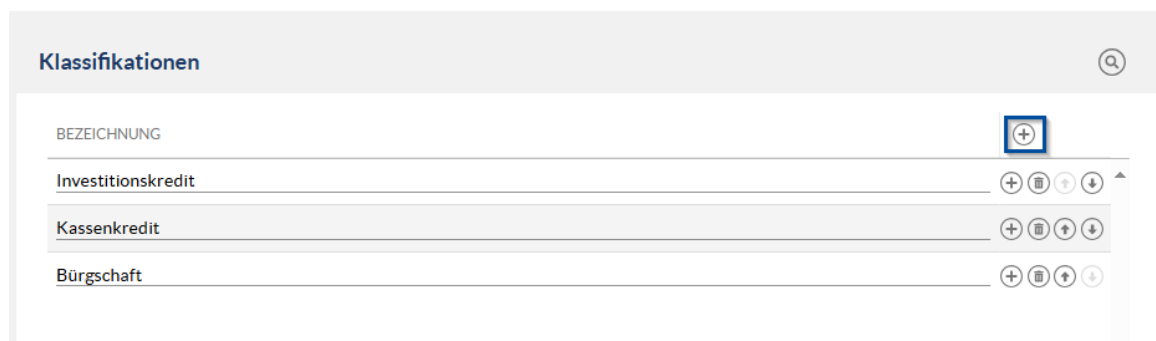 Klassifikationen
BEZEICHNUNG
Investitionskredit
Kassenkredit
Bürgschaft